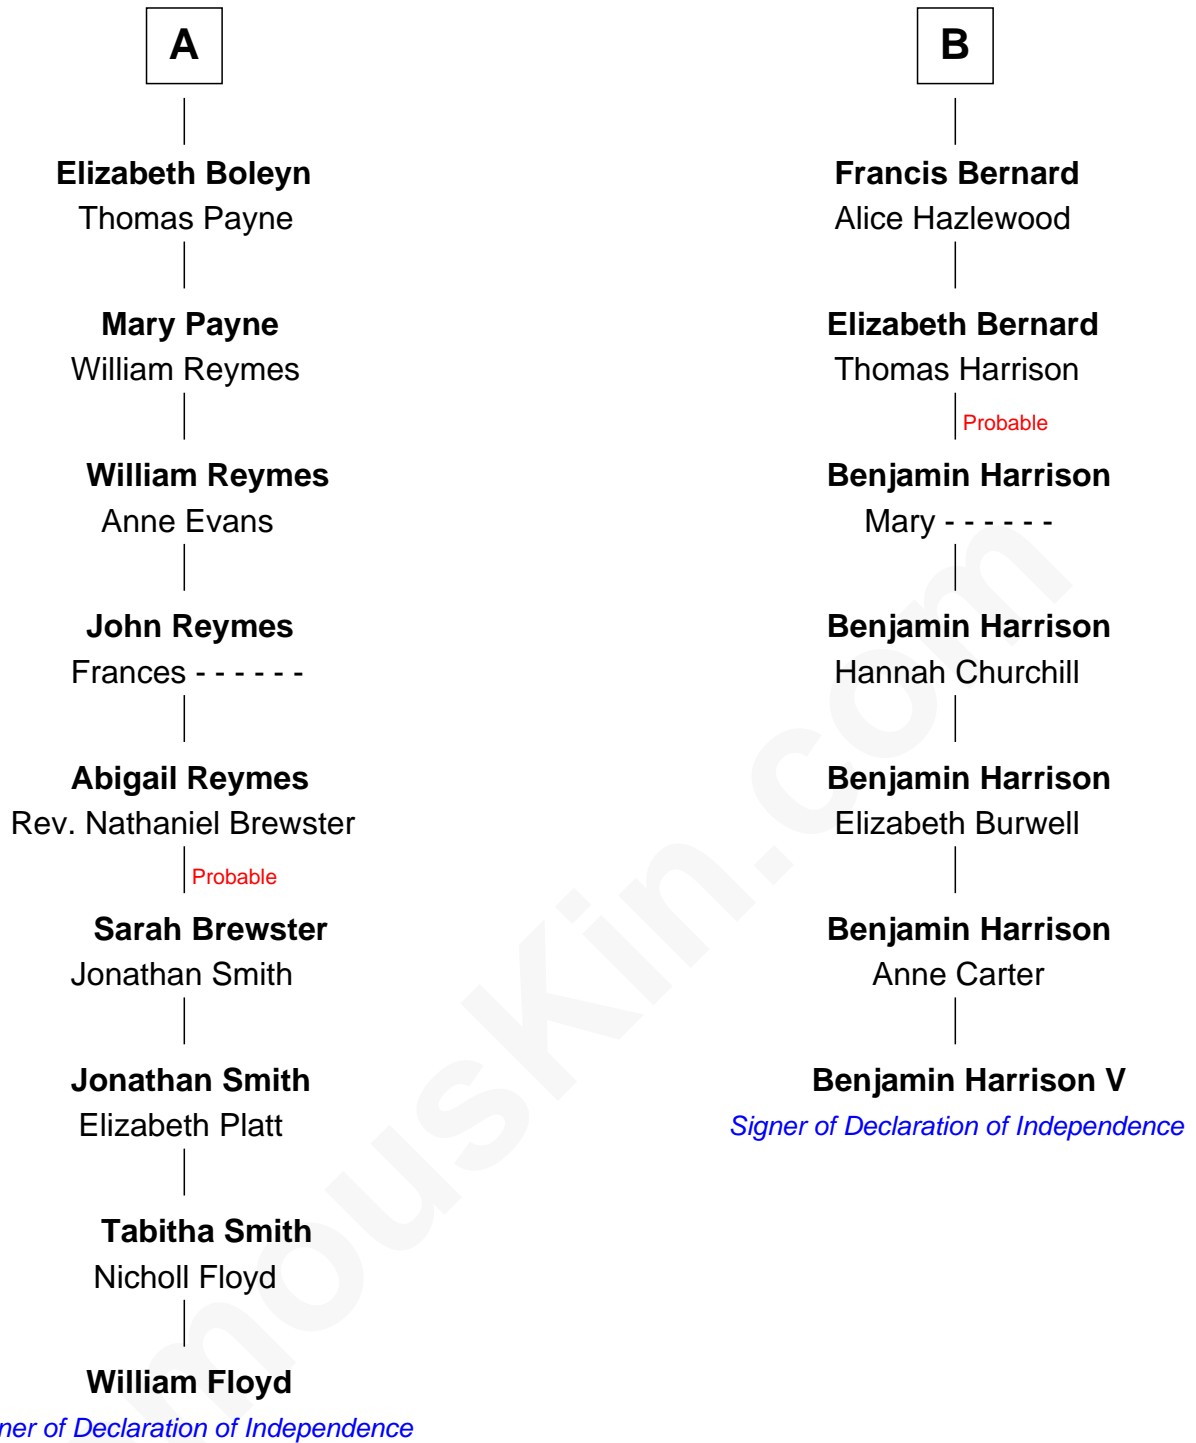 A
Elizabeth Boleyn
Thomas Payne
Mary Payne
William Reymes
William Reymes
Anne Evans
John Reymes
Frances - - - - - -
Abigail Reymes
Rev. Nathaniel Brewster
Probable
Sarah Brewster
Jonathan Smith
Jonathan Smith
Elizabeth Platt
Tabitha Smith
Nicholl Floyd
William Floyd
of Declaration of Independence
B
Francis Bernard
Alice Hazlewood
Elizabeth Bernard
Thomas Harrison
Probable
Benjamin Harrison
Mary - - - - - -
Benjamin Harrison
Hannah Churchill
Benjamin Harrison
Elizabeth Burwell
Benjamin Harrison
Anne Carter
Benjamin Harrison V
Signer of Declaration of Independence
mousKin.com